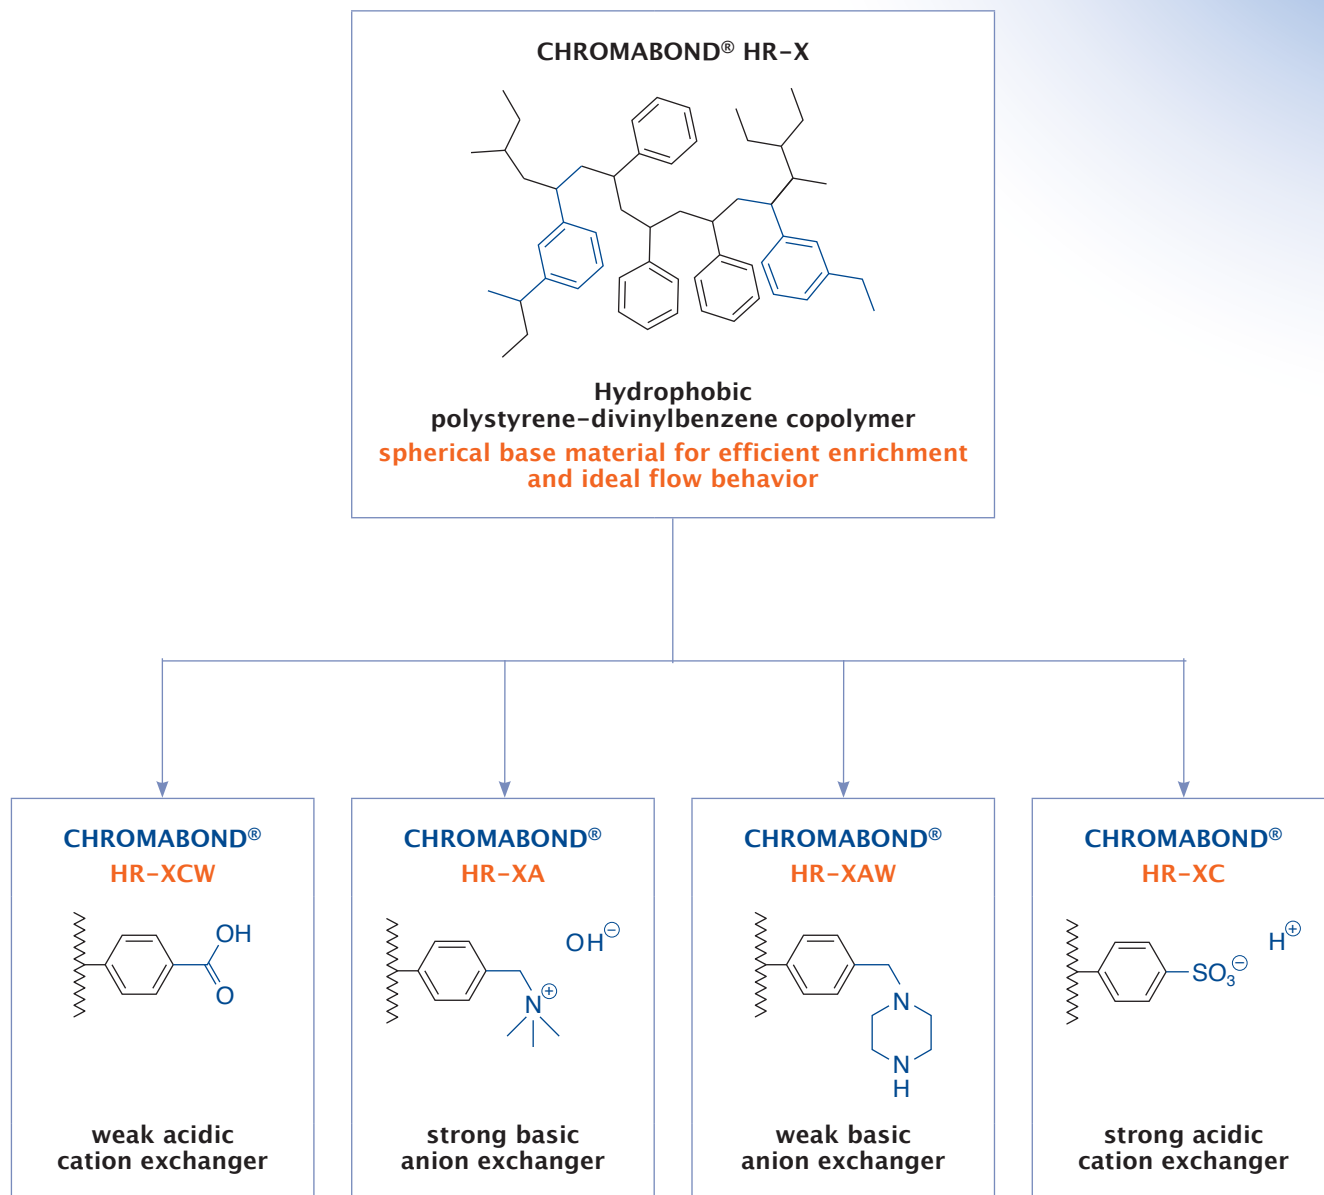 CHROMABOND® HR-X
Hydrophobic
polystyrene-divinylbenzene copolymer
spherical base material for efficient enrichment
and ideal flow behavior
CHROMABOND®
HR-XCW
OH
O
weak acidic
cation exchanger
CHROMABOND®
HR-XA
OH⊖
N⊕
strong basic
anion exchanger
CHROMABOND®
HR-XAW
N
N
H
weak basic
anion exchanger
CHROMABOND®
HR-XC
H⊕
SO₃⊖
strong acidic
cation exchanger